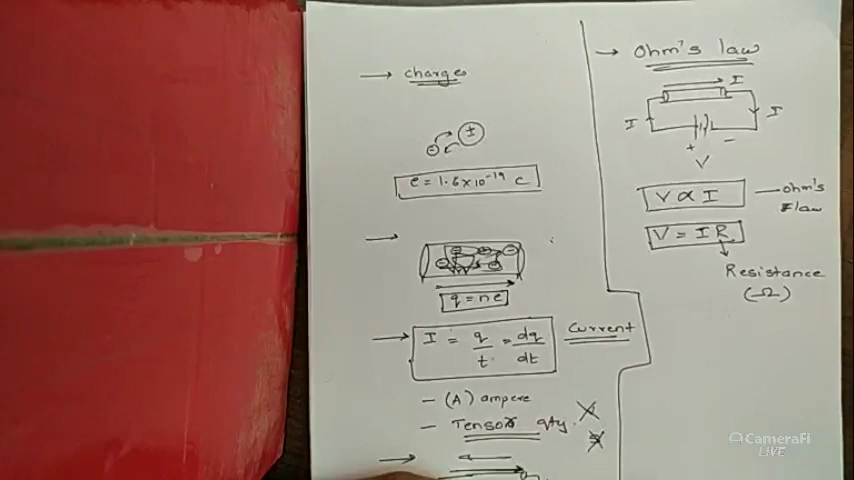 → charges
e = 1.6×10⁻¹⁹ C
q = ne
→ I = q/t = dq/dt Current
- (A) ampere
- Tensor qty.
→ Ohm's law
I
I I
+ -
V
V ∝ I — ohm's law
V = IR
Resistance
(Ω)
CameraFi
LIVE